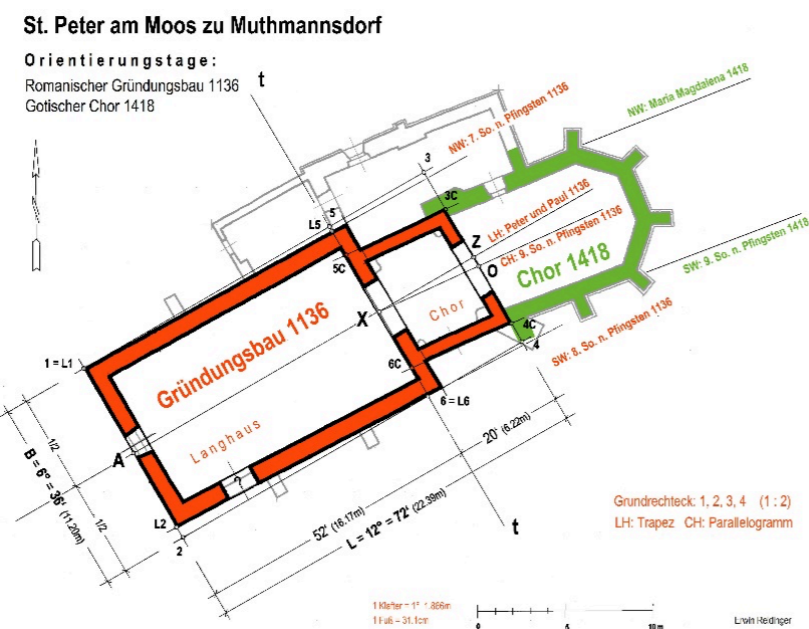 St. Peter am Moos zu Muthmannsdorf
Orientierungstage:
Romanischer Gründungsbau 1136
Gotischer Chor 1418
t
NW: Maria Magdalena 1418
NW: 7. So. n. Pfingsten 1136
3
3C
5
L5
LH: Peter und Paul 1136
Z
CH: 9. So. n. Pfingsten 1136
O
5C
Chor 1418
SW: 9. So. n. Pfingsten 1418
X
Chor
Gründungsbau 1136
4C
4
SW: 8. So. n. Pfingsten 1136
1 = L1
6C
6 = L6
Langhaus
A
?
1/2
B = 6° = 36' (11.20m)
1/2
L2
2
20' (6.22m)
52' (16.17m)
L = 12° = 72' (22.39m)
t
Grundrechteck: 1, 2, 3, 4 (1 : 2)
LH: Trapez CH: Parallelogramm
1 Klafter = 1° 1.866m
1 Fuß = 31.1cm
0 5 10 m
Erwin Reidinger